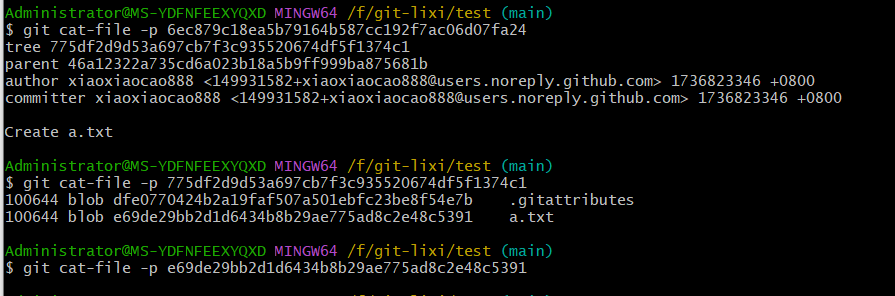 Administrator@MS-YDFNFEEXYQXD MINGW64 /f/git-lixi/test (main)
$ git cat-file -p 6ec879c18ea5b79164b587cc192f7ac06d07fa24
tree 775df2d9d53a697cb7f3c935520674df5f1374c1
parent 46a12322a735cd6a023b18a5b9ff999ba875681b
author xiaoxiaocao888 <149931582+xiaoxiaocao888@users.noreply.github.com> 1736823346 +0800
committer xiaoxiaocao888 <149931582+xiaoxiaocao888@users.noreply.github.com> 1736823346 +0800
Create a.txt
Administrator@MS-YDFNFEEXYQXD MINGW64 /f/git-lixi/test (main)
$ git cat-file -p 775df2d9d53a697cb7f3c935520674df5f1374c1
100644 blob dfe0770424b2a19faf507a501ebfc23be8f54e7b    .gitattributes
100644 blob e69de29bb2d1d6434b8b29ae775ad8c2e48c5391    a.txt
Administrator@MS-YDFNFEEXYQXD MINGW64 /f/git-lixi/test (main)
$ git cat-file -p e69de29bb2d1d6434b8b29ae775ad8c2e48c5391